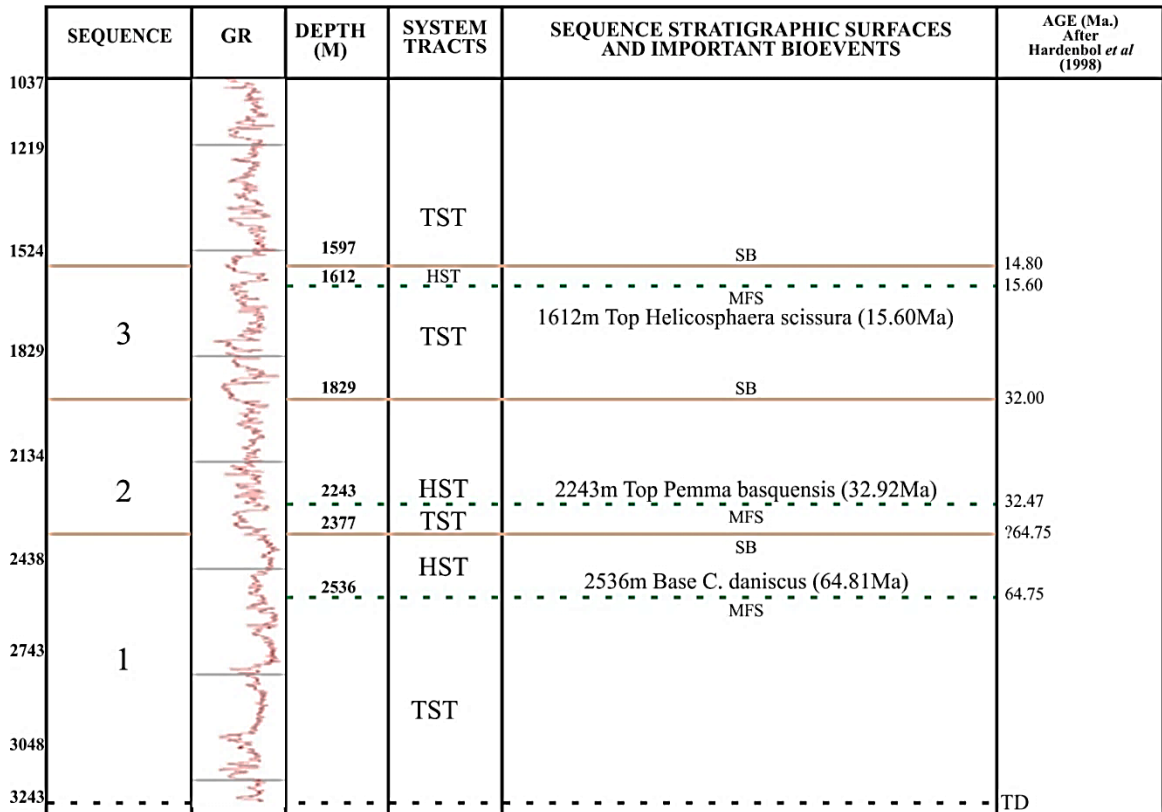 SEQUENCE
GR
DEPTH
(M)
SYSTEM
TRACTS
SEQUENCE STRATIGRAPHIC SURFACES
AND IMPORTANT BIOEVENTS
AGE (Ma.)
After
Hardenbol et al
(1998)
1037
1219
TST
1524
1597
SB
14.80
1612
HST
15.60
MFS
1612m Top Helicosphaera scissura (15.60Ma)
3
TST
1829
1829
SB
32.00
2134
2
2243
HST
2243m Top Pemma basquensis (32.92Ma)
32.47
2377
TST
MFS
?64.75
SB
2438
HST
2536
2536m Base C. daniscus (64.81Ma)
64.75
MFS
2743
1
TST
3048
3243
TD